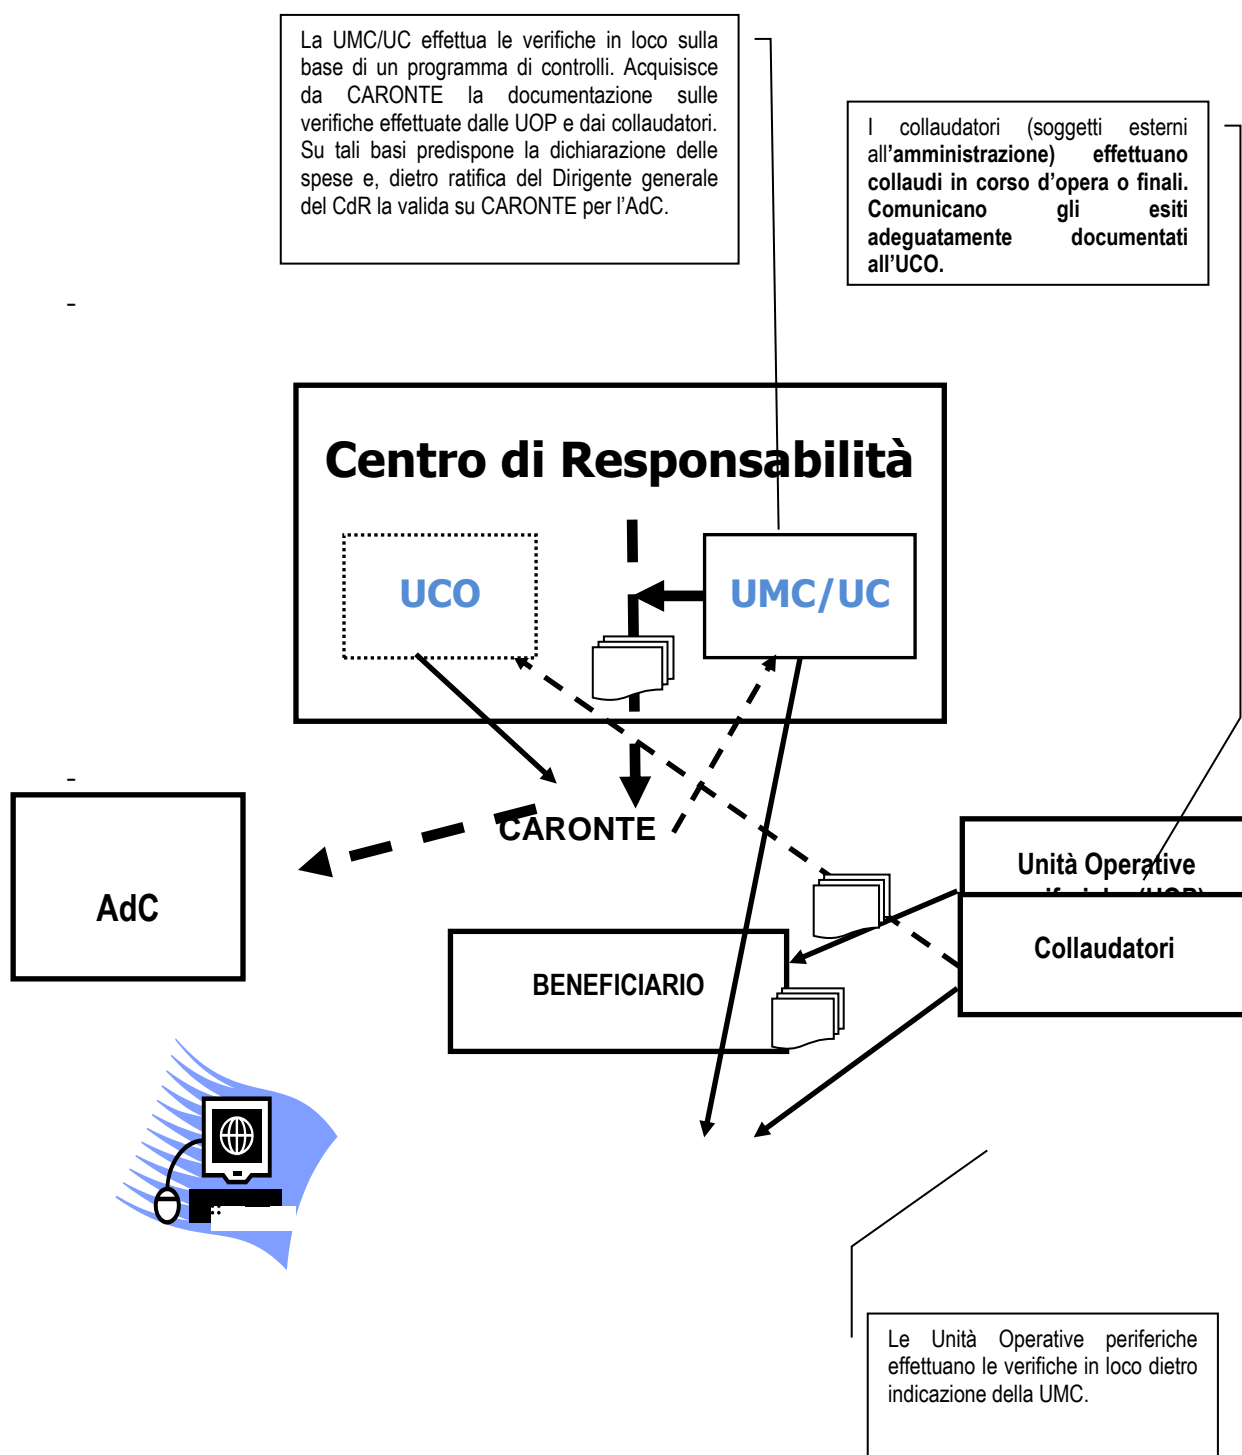 La UMC/UC effettua le verifiche in loco sulla
base di un programma di controlli. Acquisisce
da CARONTE la documentazione sulle
verifiche effettuate dalle UOP e dai collaudatori.
Su tali basi predispone la dichiarazione delle
spese e, dietro ratifica del Dirigente generale
del CdR la valida su CARONTE per l'AdC.
I collaudatori (soggetti esterni
all'amministrazione) effettuano
collaudi in corso d'opera o finali.
Comunicano gli esiti
adeguatamente documentati
all'UCO.
-
Centro di Responsabilità
UCO
UMC/UC
-
CARONTE
AdC
Unità Operative
(UOP)
Collaudatori
BENEFICIARIO
Le Unità Operative periferiche
effettuano le verifiche in loco dietro
indicazione della UMC.